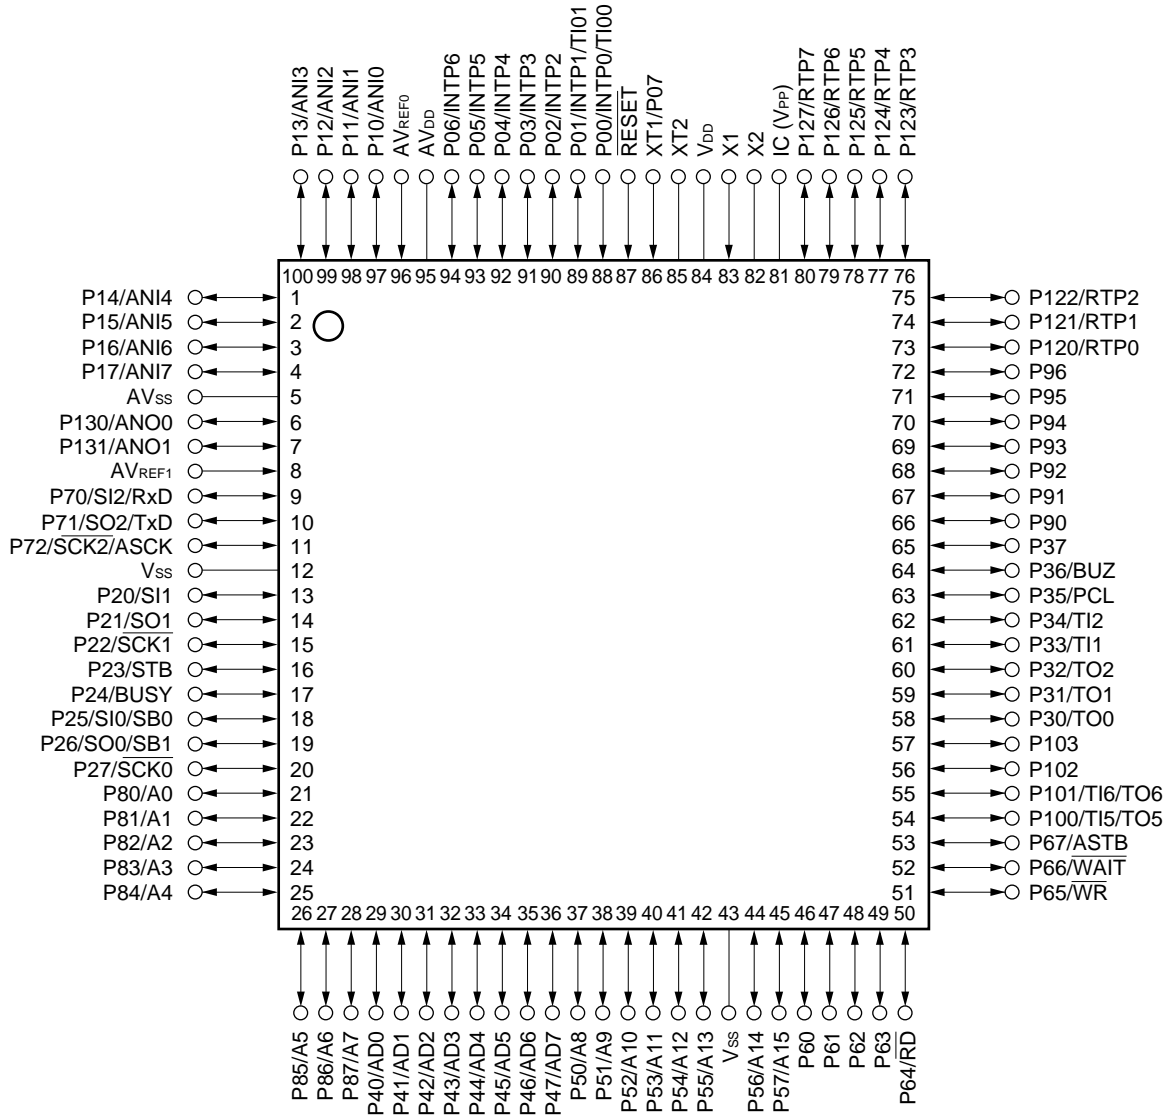 P13/ANI3
P12/ANI2
P11/ANI1
P10/ANI0
AVREF0
AVDD
P06/INTP6
P05/INTP5
P04/INTP4
P03/INTP3
P02/INTP2
P01/INTP1/TI01
P00/INTP0/TI00
RESET
XT1/P07
XT2
VDD
X1
X2
IC (VPP)
P127/RTP7
P126/RTP6
P125/RTP5
P124/RTP4
P123/RTP3
100 99 98 97 96 95 94 93 92 91 90 89 88 87 86 85 84 83 82 81 80 79 78 77 76
P14/ANI4 1 75 P122/RTP2
P15/ANI5 2 74 P121/RTP1
P16/ANI6 3 73 P120/RTP0
P17/ANI7 4 72 P96
AVSS 5 71 P95
P130/ANO0 6 70 P94
P131/ANO1 7 69 P93
AVREF1 8 68 P92
P70/SI2/RxD 9 67 P91
P71/SO2/TxD 10 66 P90
P72/SCK2/ASCK 11 65 P37
VSS 12 64 P36/BUZ
P20/SI1 13 63 P35/PCL
P21/SO1 14 62 P34/TI2
P22/SCK1 15 61 P33/TI1
P23/STB 16 60 P32/TO2
P24/BUSY 17 59 P31/TO1
P25/SI0/SB0 18 58 P30/TO0
P26/SO0/SB1 19 57 P103
P27/SCK0 20 56 P102
P80/A0 21 55 P101/TI6/TO6
P81/A1 22 54 P100/TI5/TO5
P82/A2 23 53 P67/ASTB
P83/A3 24 52 P66/WAIT
P84/A4 25 51 P65/WR
26 27 28 29 30 31 32 33 34 35 36 37 38 39 40 41 42 43 44 45 46 47 48 49 50
P85/A5
P86/A6
P87/A7
P40/AD0
P41/AD1
P42/AD2
P43/AD3
P44/AD4
P45/AD5
P46/AD6
P47/AD7
P50/A8
P51/A9
P52/A10
P53/A11
P54/A12
P55/A13
VSS
P56/A14
P57/A15
P60
P61
P62
P63
P64/RD